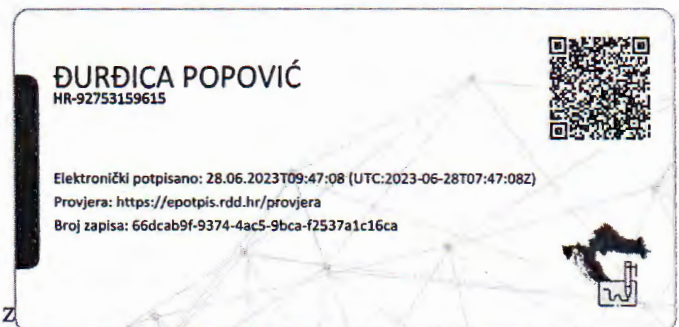 ĐURĐICA POPOVIĆ
HR-92753159615
Elektronički potpisano: 28.06.2023T09:47:08 (UTC:2023-06-28T07:47:08Z)
Provjera: https://epotpis.rdd.hr/provjera
Broj zapisa: 66dcab9f-9374-4ac5-9bca-f2537a1c16ca
Z